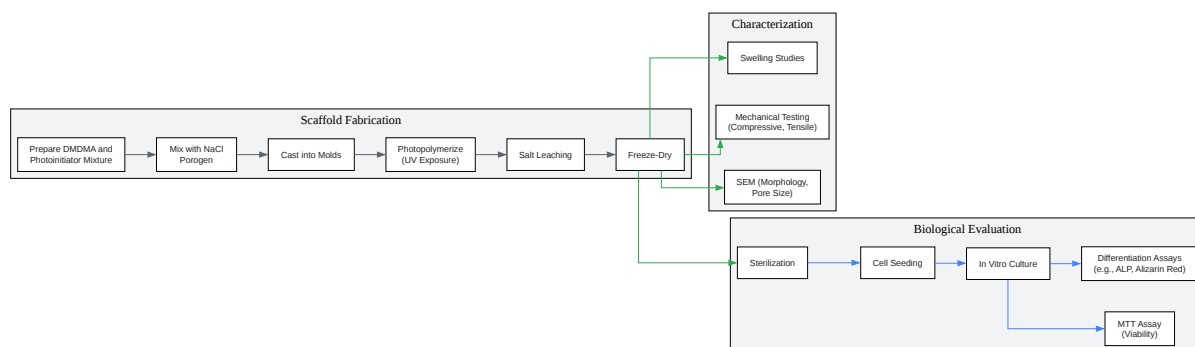 Characterization
Swelling Studies
Mechanical Testing
(Compressive, Tensile)
SEM (Morphology,
Pore Size)
Scaffold Fabrication
Prepare DMDMA and
Photoinitiator Mixture
Mix with NaCl
Porogen
Cast into Molds
Photopolymerize
(UV Exposure)
Salt Leaching
Freeze-Dry
Biological Evaluation
Sterilization
Cell Seeding
In Vitro Culture
Differentiation Assays
(e.g., ALP, Alizarin Red)
MTT Assay
(Viability)